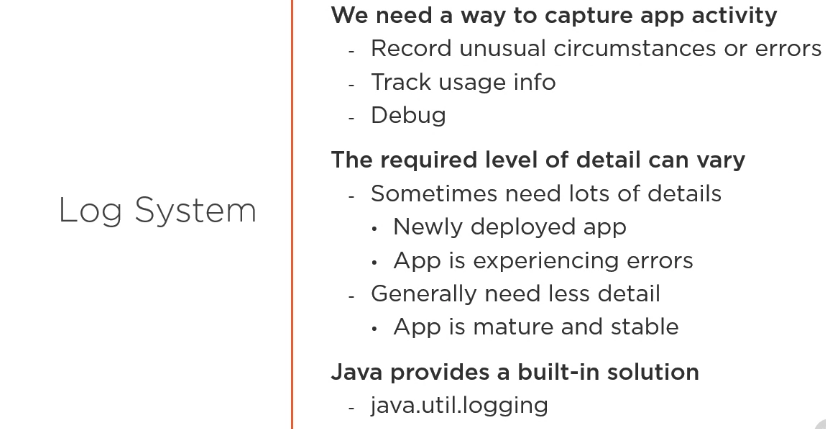 Log System
We need a way to capture app activity
- Record unusual circumstances or errors
- Track usage info
- Debug
The required level of detail can vary
- Sometimes need lots of details
• Newly deployed app
• App is experiencing errors
- Generally need less detail
• App is mature and stable
Java provides a built-in solution
- java.util.logging